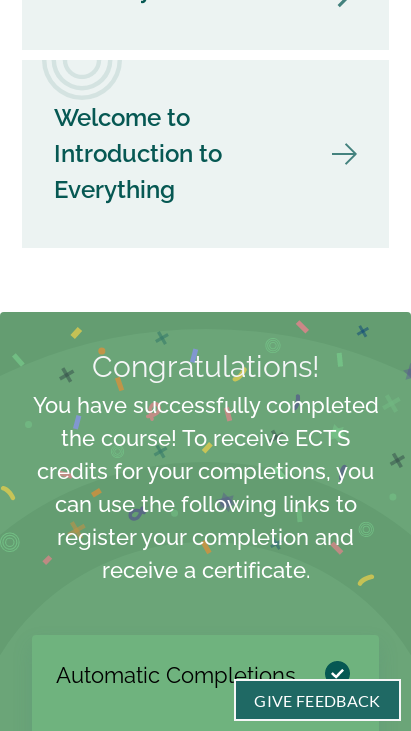 Welcome to
Introduction to
Everything
Congratulations!
You have successfully completed
the course! To receive ECTS
credits for your completions, you
can use the following links to
register your completion and
receive a certificate.
Automatic Completions
GIVE FEEDBACK